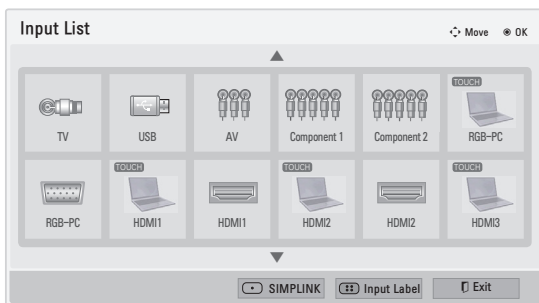 Input List
Move
OK
TOUCH
TV
USB
AV
Component 1
Component 2
RGB-PC
TOUCH
TOUCH
TOUCH
RGB-PC
HDMI1
HDMI1
HDMI2
HDMI2
HDMI3
SIMPLINK
Input Label
Exit